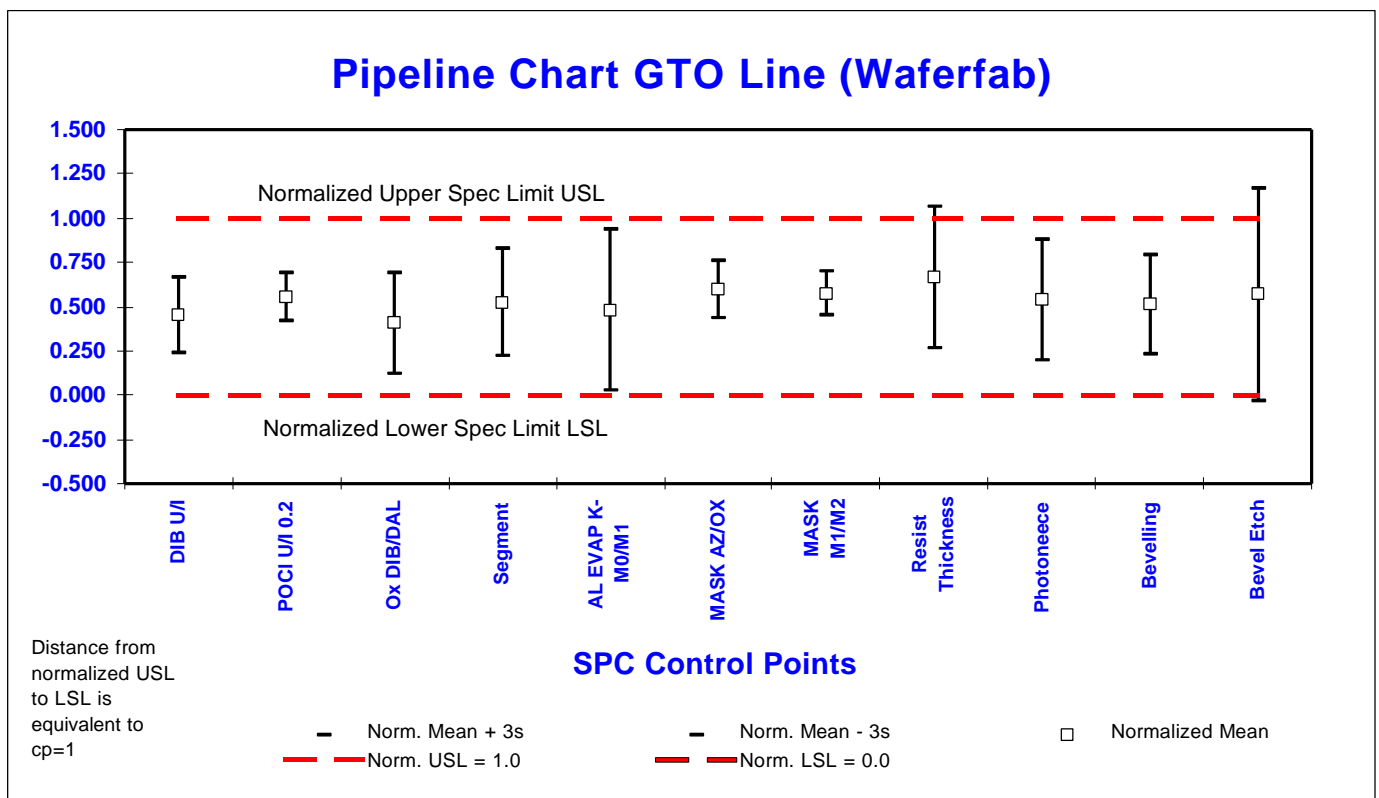 Pipeline Chart GTO Line (Waferfab)
1.500
1.250
1.000
0.750
0.500
0.250
0.000
-0.250
-0.500
Normalized Upper Spec Limit USL
Normalized Lower Spec Limit LSL
DIB U/I
POCI U/I 0.2
Ox DIB/DAL
Segment
AL EVAP K-
M0/M1
MASK AZ/OX
MASK
M1/M2
Resist
Thickness
Photoneece
Bevelling
Bevel Etch
SPC Control Points
Distance from
normalized USL
to LSL is
equivalent to
cp=1
Norm. Mean + 3s
Norm. Mean - 3s
Normalized Mean
Norm. USL = 1.0
Norm. LSL = 0.0